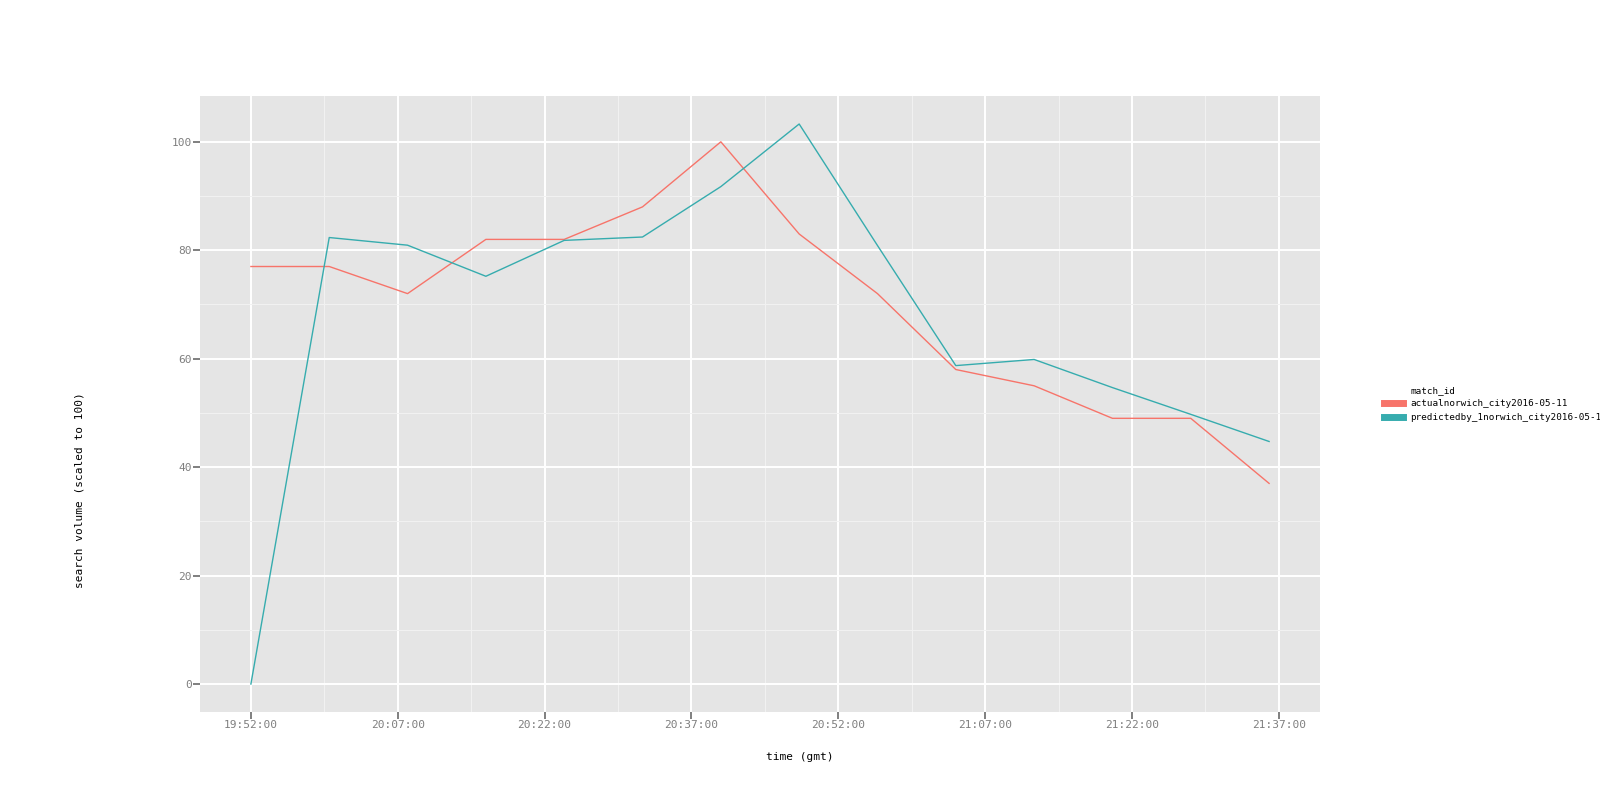 100
80
60
40
20
0
search volume (scaled to 100)
19:52:00 20:07:00 20:22:00 20:37:00 20:52:00 21:07:00 21:22:00 21:37:00
time (gmt)
match_id
actualnorwich_city2016-05-11
predictedby_1norwich_city2016-05-1